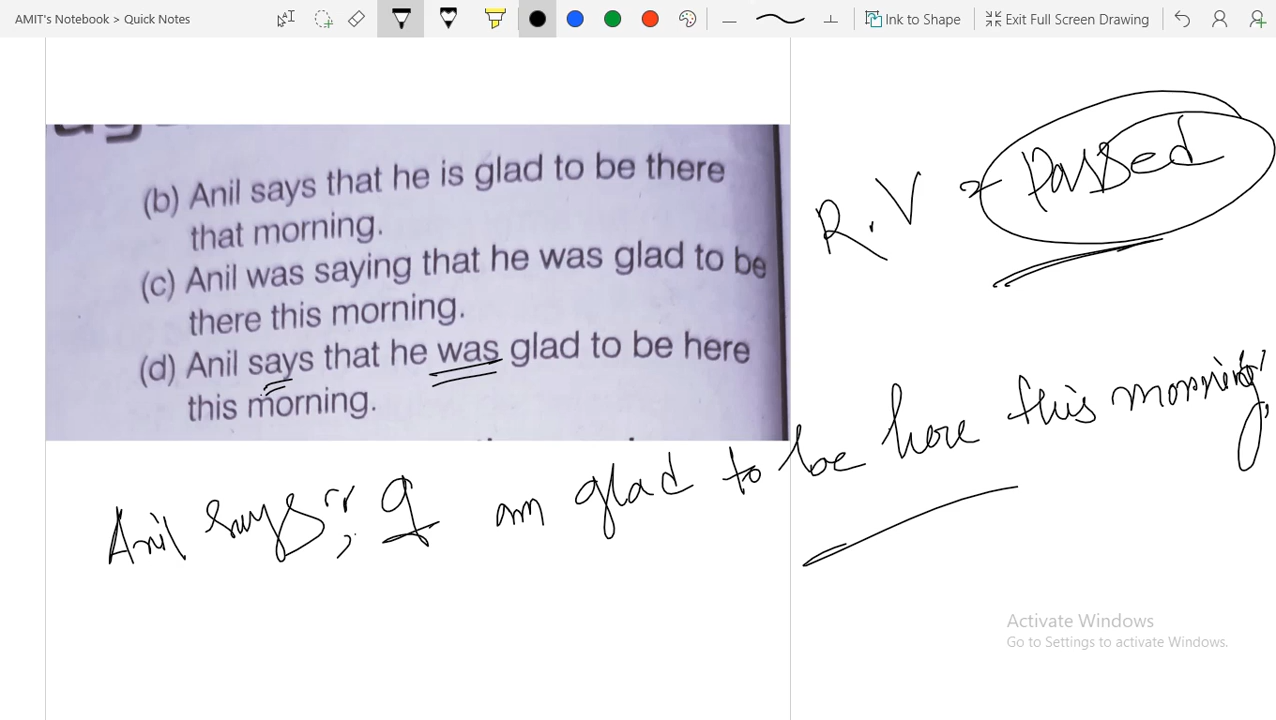 AMIT's Notebook > Quick Notes
Ink to Shape
Exit Full Screen Drawing
(b) Anil says that he is glad to be there
that morning.
(c) Anil was saying that he was glad to be
there this morning.
(d) Anil says that he was glad to be here
this morning.
R.V Passed
Anil says, "I am glad to be here this morning"
Activate Windows
Go to Settings to activate Windows.